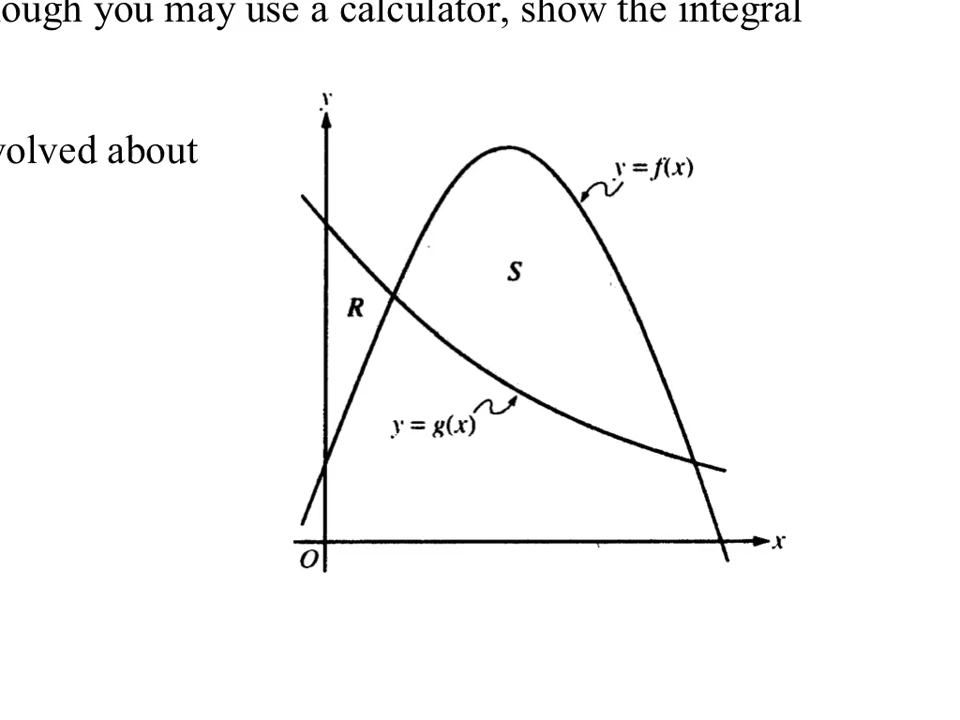 ough you may use a calculator, show the integral
y
volved about
y = f(x)
S
R
y = g(x)
x
O